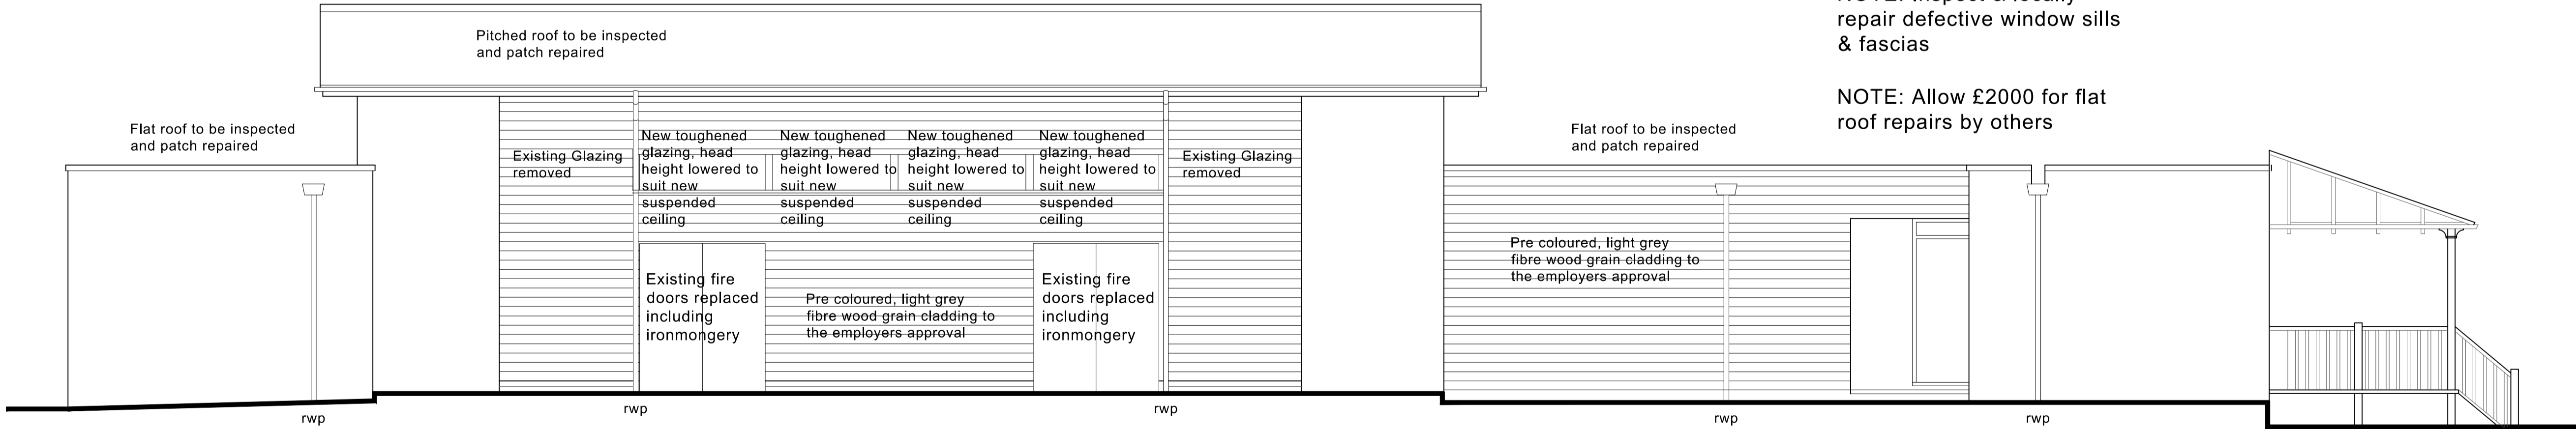 repair defective window sills
& fascias
NOTE: Allow £2000 for flat
roof repairs by others
Pitched roof to be inspected
and patch repaired
Flat roof to be inspected
and patch repaired
Flat roof to be inspected
and patch repaired
Existing Glazing
removed
New toughened
glazing, head
height lowered to
suit new
suspended
ceiling
New toughened
glazing, head
height lowered to
suit new
suspended
ceiling
New toughened
glazing, head
height lowered to
suit new
suspended
ceiling
New toughened
glazing, head
height lowered to
suit new
suspended
ceiling
Existing Glazing
removed
Existing fire
doors replaced
including
ironmongery
Pre coloured, light grey
fibre wood grain cladding to
the employers approval
Existing fire
doors replaced
including
ironmongery
Pre coloured, light grey
fibre wood grain cladding to
the employers approval
rwp
rwp
rwp
rwp
rwp